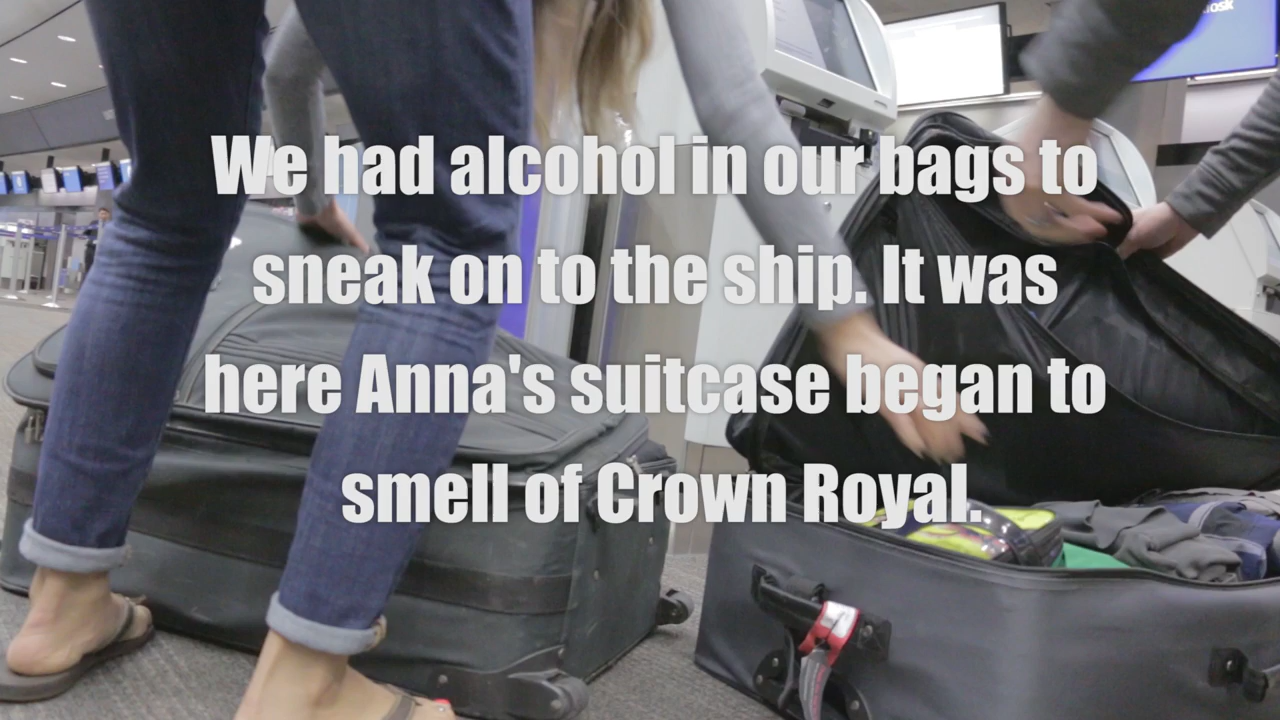 We had alcohol in our bags to
sneak on to the ship. It was
here Anna's suitcase began to
smell of Crown Royal.